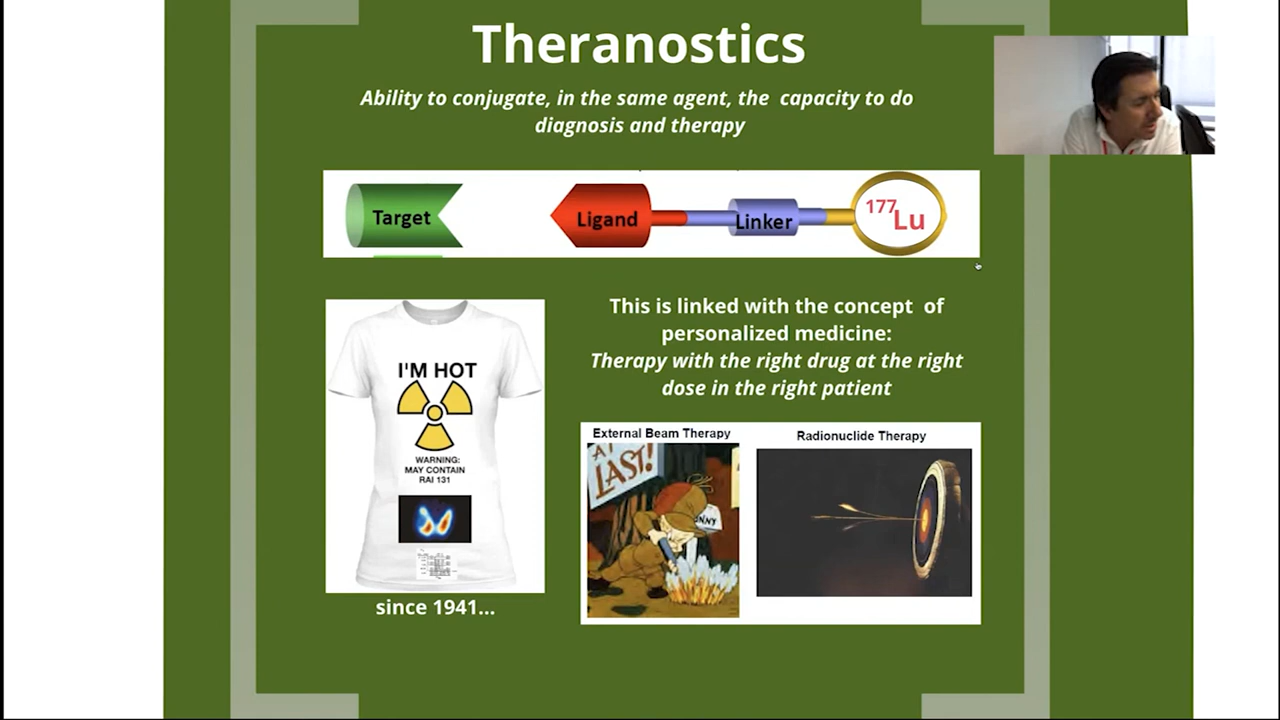 Theranostics
Ability to conjugate, in the same agent, the capacity to do
diagnosis and therapy
Target
Ligand
Linker
177Lu
I'M HOT
WARNING:
MAY CONTAIN
RAI 131
since 1941...
This is linked with the concept of
personalized medicine:
Therapy with the right drug at the right
dose in the right patient
External Beam Therapy
Radionuclide Therapy
AT
LAST!